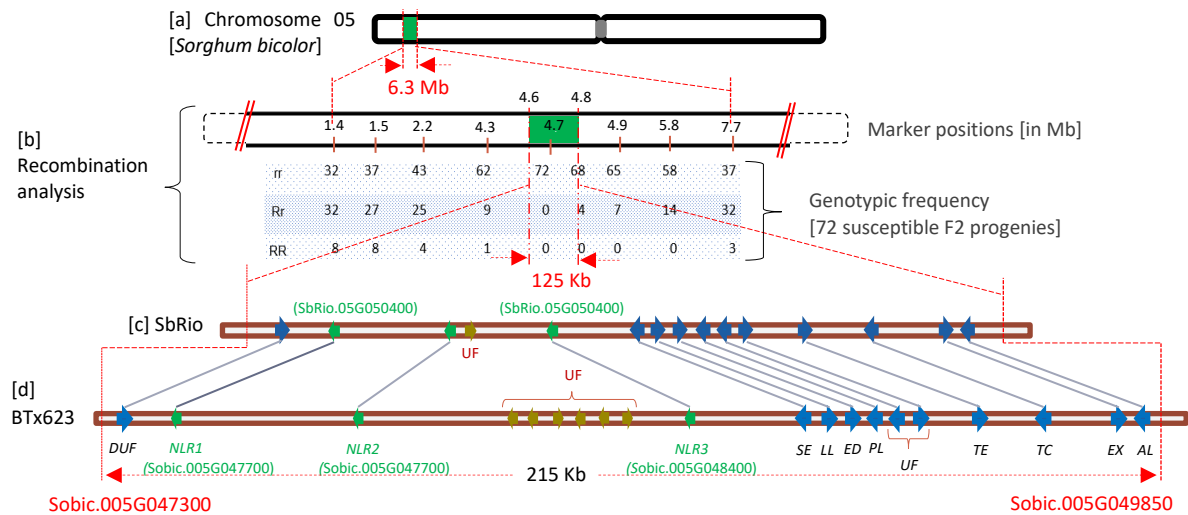 [a] Chromosome 05
[Sorghum bicolor]
6.3 Mb
4.6 4.8
1.4 1.5 2.2 4.3 4.7 4.9 5.8 7.7
Marker positions [in Mb]
[b]
Recombination
analysis
rr 32 37 43 62 72 68 65 58 37
Rr 32 27 25 9 0 4 7 14 32
RR 8 8 4 1 0 0 0 0 3
Genotypic frequency
[72 susceptible F2 progenies]
125 Kb
(SbRio.05G050400) (SbRio.05G050400)
[c] SbRio
UF
UF
[d]
BTx623
DUF NLR1 NLR2 NLR3 SE LL ED PL UF TE TC EX AL
(Sobic.005G047700) (Sobic.005G047700) (Sobic.005G048400)
215 Kb
Sobic.005G047300 Sobic.005G049850